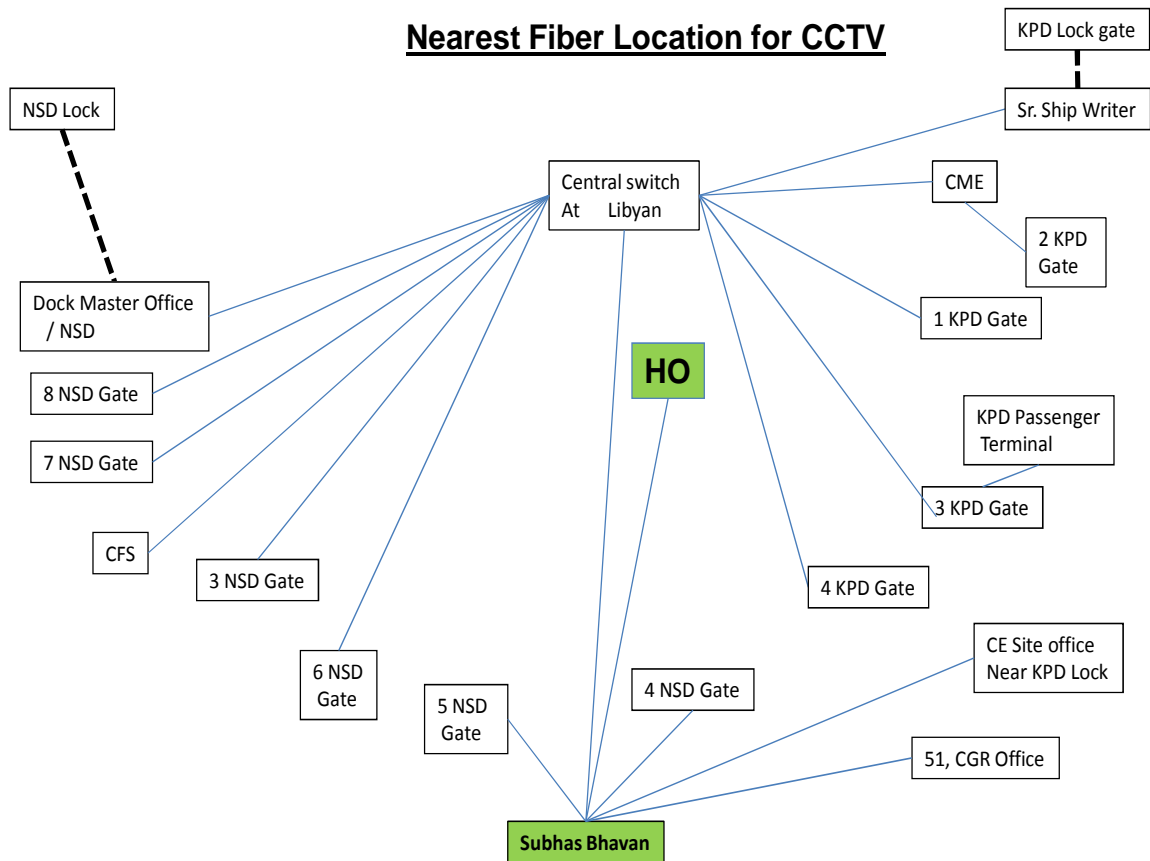 Nearest Fiber Location for CCTV
KPD Lock gate
NSD Lock
Sr. Ship Writer
Central switch
At Libyan
CME
2 KPD
Gate
Dock Master Office
/ NSD
1 KPD Gate
HO
8 NSD Gate
KPD Passenger
Terminal
7 NSD Gate
3 KPD Gate
CFS
3 NSD Gate
4 KPD Gate
6 NSD
Gate
CE Site office
Near KPD Lock
5 NSD
Gate
4 NSD Gate
51, CGR Office
Subhas Bhavan